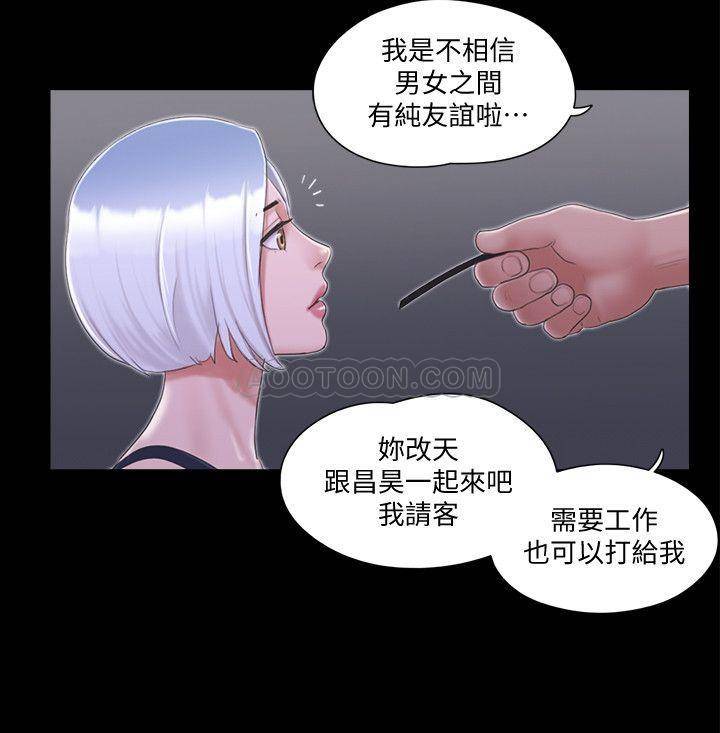 我是不相信
男女之間
有純友誼啦…
AOOTOON.COM
妳改天
跟昌昊一起來吧
我請客
需要工作
也可以打給我